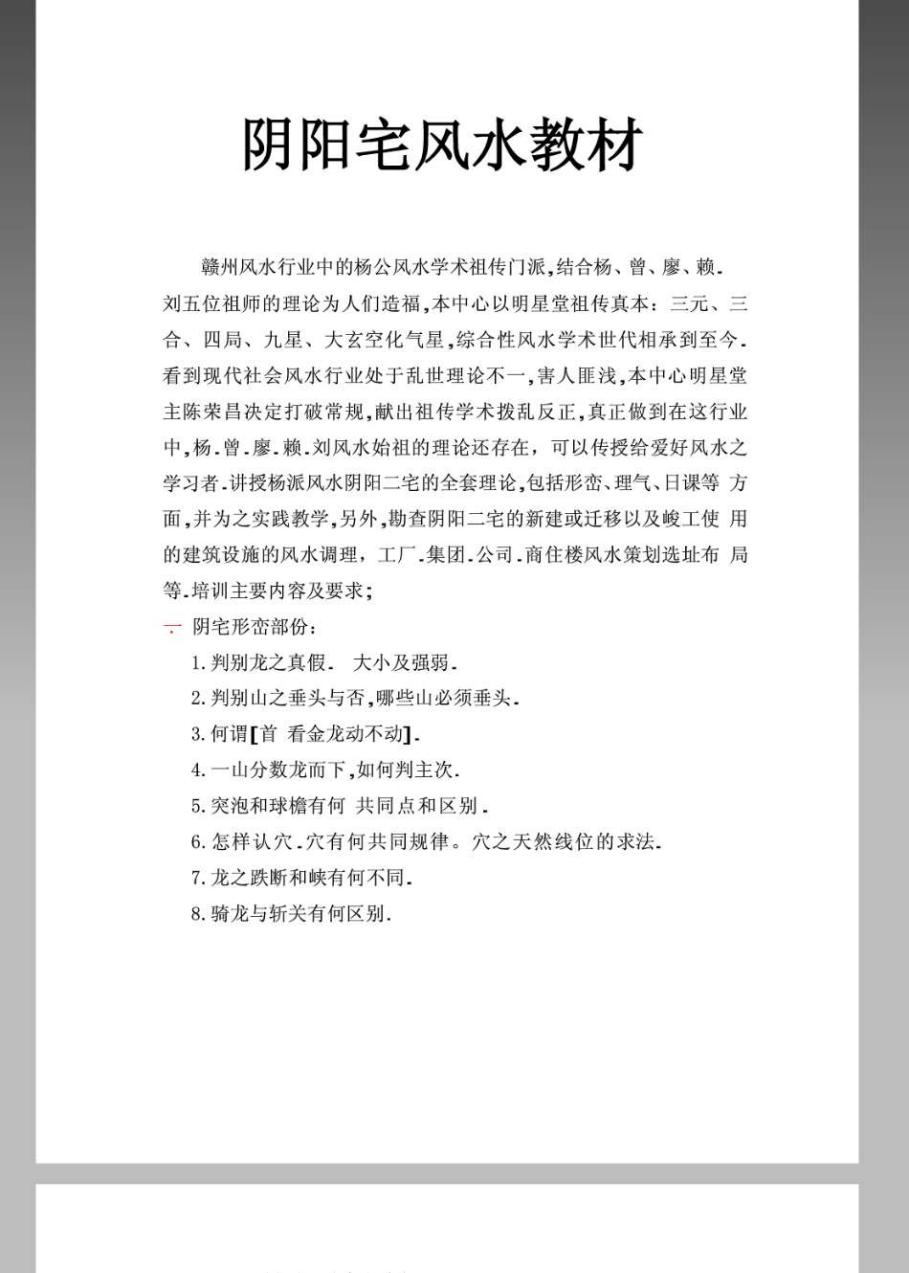 阴阳宅风水教材
赣州风水行业中的杨公风水学术祖传门派,结合杨、曾、廖、赖.
刘五位祖师的理论为人们造福,本中心以明星堂祖传真本：三元、三
合、四局、九星、大玄空化气星,综合性风水学术世代相承到至今.
看到现代社会风水行业处于乱世理论不一,害人匪浅,本中心明星堂
主陈荣昌决定打破常规,献出祖传学术拨乱反正,真正做到在这行业
中,杨.曾.廖.赖.刘风水始祖的理论还存在，可以传授给爱好风水之
学习者.讲授杨派风水阴阳二宅的全套理论,包括形峦、理气、日课等 方
面,并为之实践教学,另外,勘查阴阳二宅的新建或迁移以及峻工使 用
的建筑设施的风水调理，工厂.集团.公司.商住楼风水策划选址布 局
等.培训主要内容及要求;
一. 阴宅形峦部份:
1.判别龙之真假. 大小及强弱.
2.判别山之垂头与否,哪些山必须垂头.
3.何谓[首 看金龙动不动].
4.一山分数龙而下,如何判主次.
5.突泡和球檐有何 共同点和区别.
6.怎样认穴.穴有何共同规律。穴之天然线位的求法.
7.龙之跌断和峡有何不同.
8.骑龙与斩关有何区别.